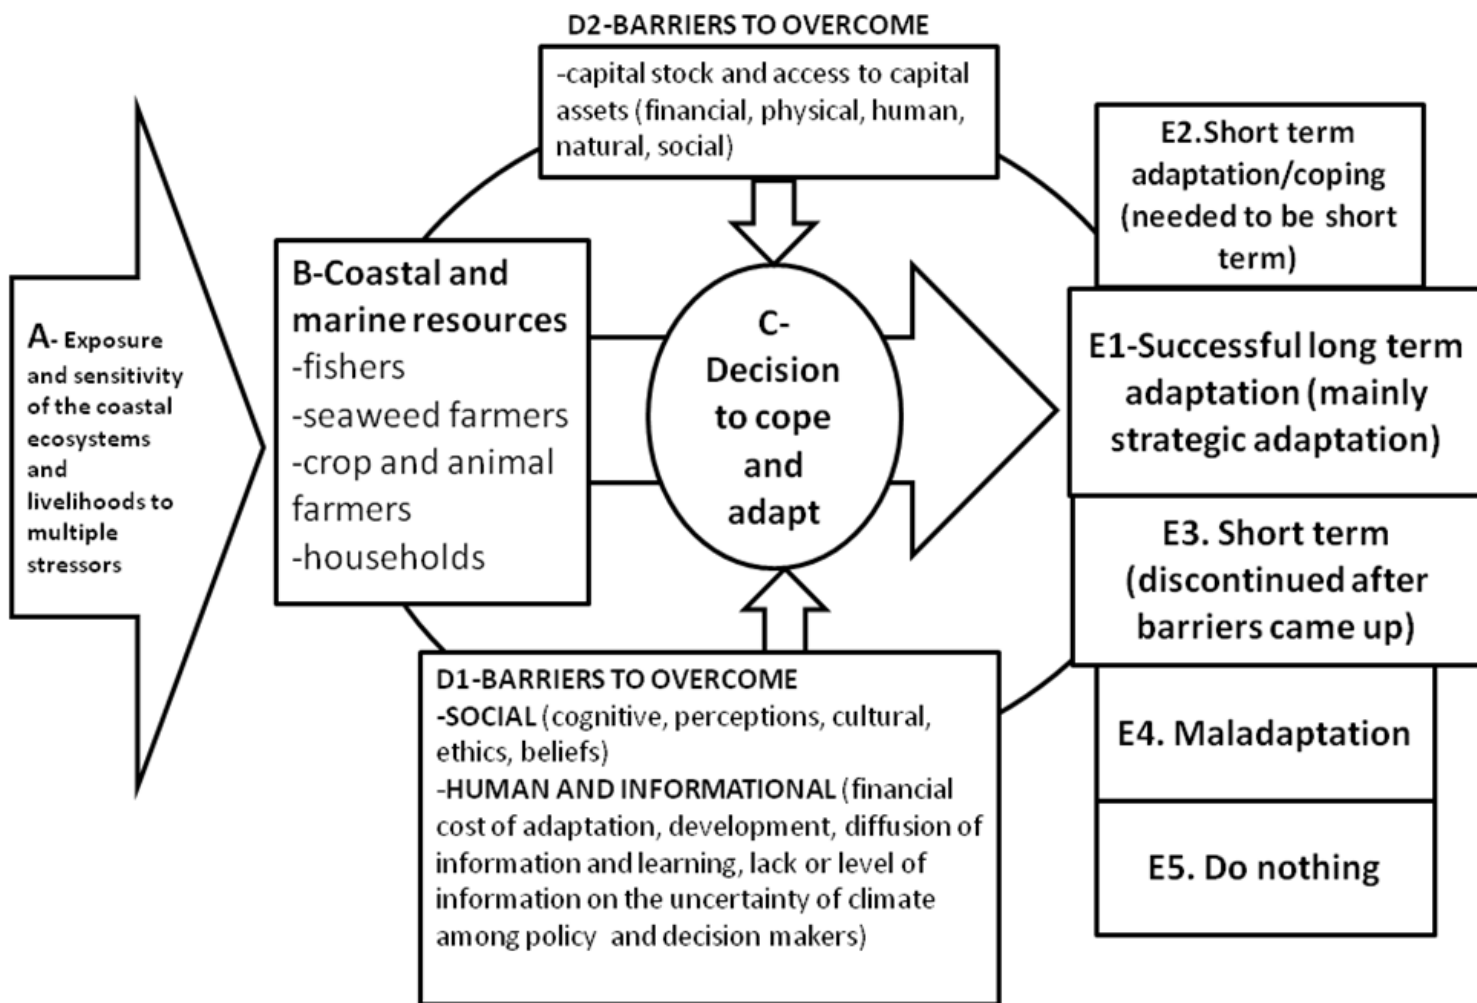 D2-BARRIERS TO OVERCOME
-capital stock and access to capital
assets (financial, physical, human,
natural, social)
A- Exposure
and sensitivity
of the coastal
ecosystems
and
livelihoods to
multiple
stressors
B-Coastal and
marine resources
-fishers
-seaweed farmers
-crop and animal
farmers
-households
C-
Decision
to cope
and
adapt
D1-BARRIERS TO OVERCOME
-SOCIAL (cognitive, perceptions, cultural,
ethics, beliefs)
-HUMAN AND INFORMATIONAL (financial
cost of adaptation, development, diffusion of
information and learning, lack or level of
information on the uncertainty of climate
among policy and decision makers)
E2.Short term
adaptation/coping
(needed to be short
term)
E1-Successful long term
adaptation (mainly
strategic adaptation)
E3. Short term
(discontinued after
barriers came up)
E4. Maladaptation
E5. Do nothing